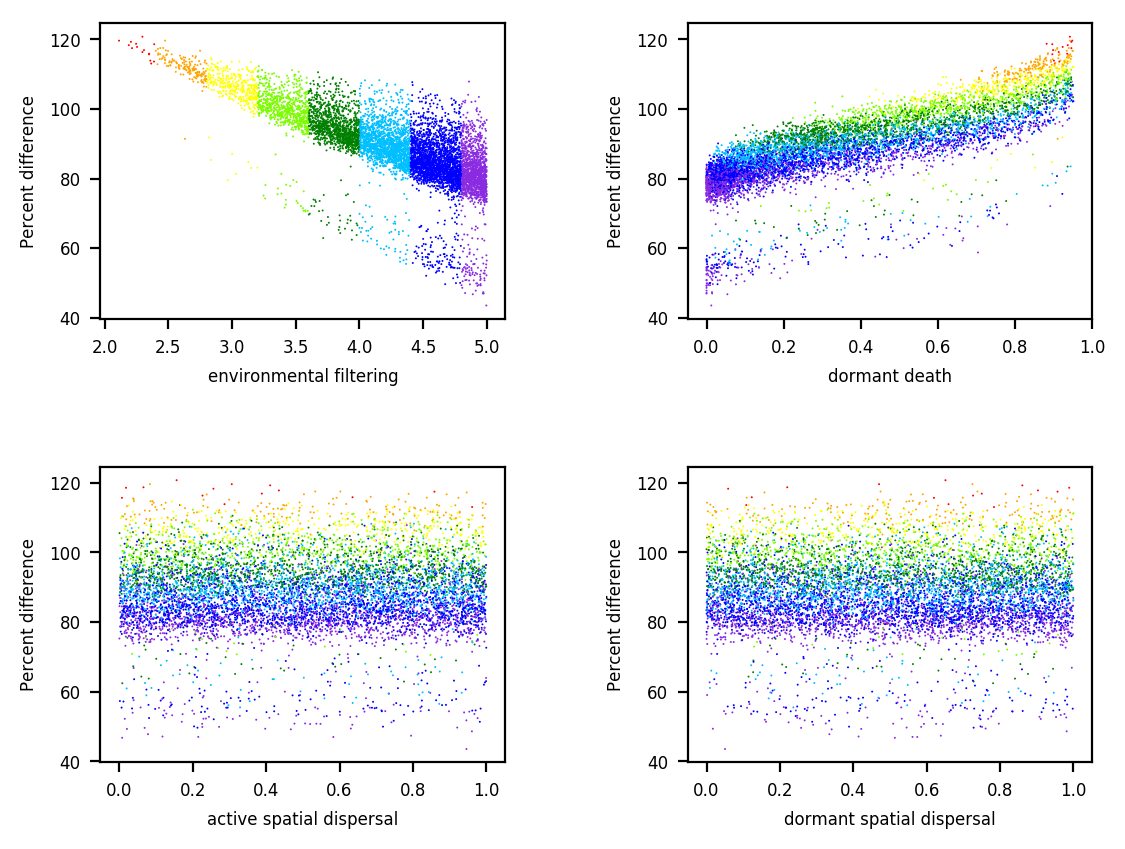 Percent difference
120
100
80
60
40
2.0 2.5 3.0 3.5 4.0 4.5 5.0
environmental filtering
Percent difference
120
100
80
60
40
0.0 0.2 0.4 0.6 0.8 1.0
dormant death
Percent difference
120
100
80
60
40
0.0 0.2 0.4 0.6 0.8 1.0
active spatial dispersal
Percent difference
120
100
80
60
40
0.0 0.2 0.4 0.6 0.8 1.0
dormant spatial dispersal